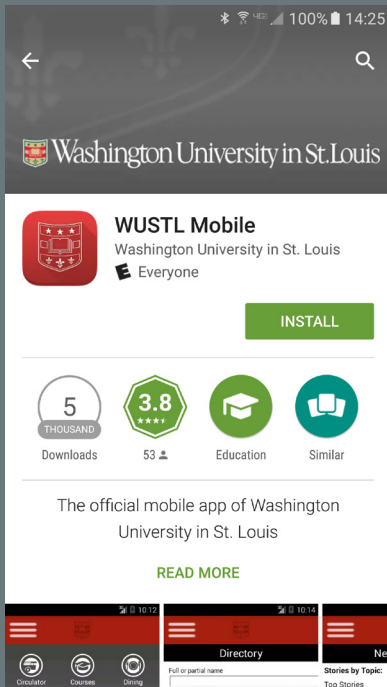 100% 14:25
Washington University in St.Louis
WUSTL Mobile
Washington University in St. Louis
E Everyone
INSTALL
5
THOUSAND
Downloads
3.8
53
Education
Similar
The official mobile app of Washington
University in St. Louis
READ MORE
10:12
Circulator
Courses
Dining
10:14
Directory
Full or partial name
Ne
Stories by Topic:
Top Stories